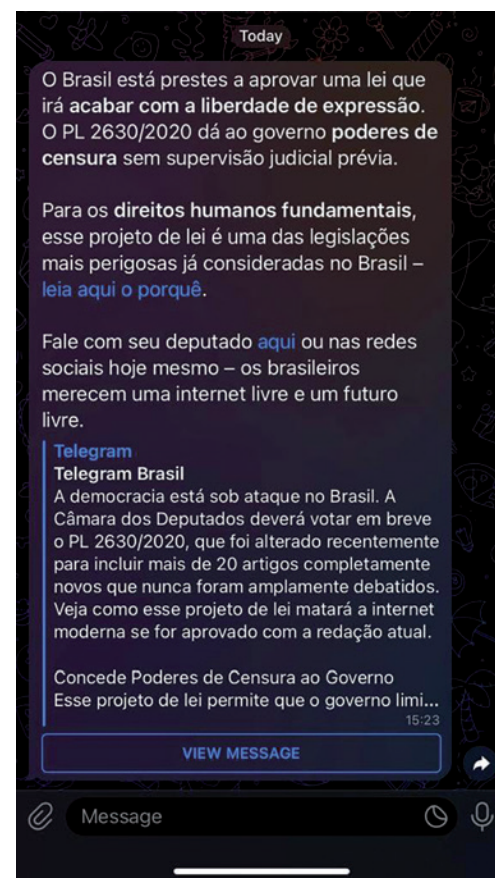 Today
O Brasil está prestes a aprovar uma lei que
irá acabar com a liberdade de expressão.
O PL 2630/2020 dá ao governo poderes de
censura sem supervisão judicial prévia.
Para os direitos humanos fundamentais,
esse projeto de lei é uma das legislações
mais perigosas já consideradas no Brasil –
leia aqui o porquê.
Fale com seu deputado aqui ou nas redes
sociais hoje mesmo – os brasileiros
merecem uma internet livre e um futuro
livre.
Telegram
Telegram Brasil
A democracia está sob ataque no Brasil. A
Câmara dos Deputados deverá votar em breve
o PL 2630/2020, que foi alterado recentemente
para incluir mais de 20 artigos completamente
novos que nunca foram amplamente debatidos.
Veja como esse projeto de lei matará a internet
moderna se for aprovado com a redação atual.
Concede Poderes de Censura ao Governo
Esse projeto de lei permite que o governo limi...
15:23
VIEW MESSAGE
Message